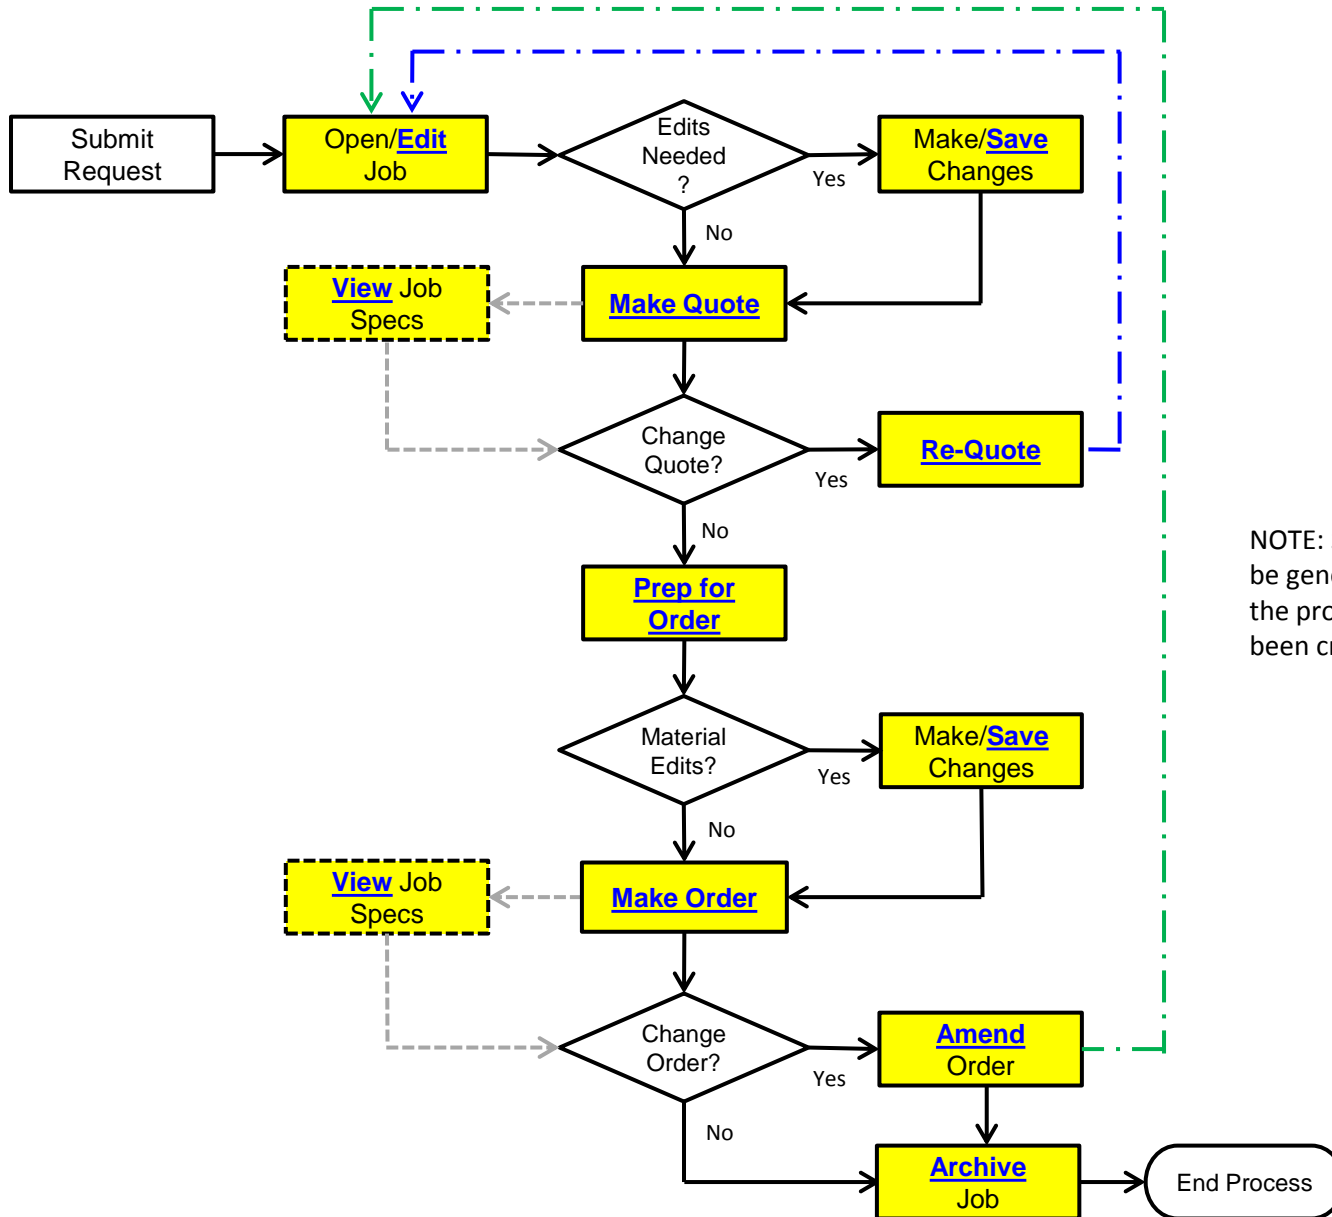 Submit
Request
Open/Edit
Job
Edits
Needed
?
Yes
Make/Save
Changes
No
View Job
Specs
Make Quote
Change
Quote?
Yes
Re-Quote
No
Prep for
Order
NOTE:
be gen
the pro
been c
Material
Edits?
Yes
Make/Save
Changes
No
View Job
Specs
Make Order
Change
Order?
Yes
Amend
Order
No
Archive
Job
End Process